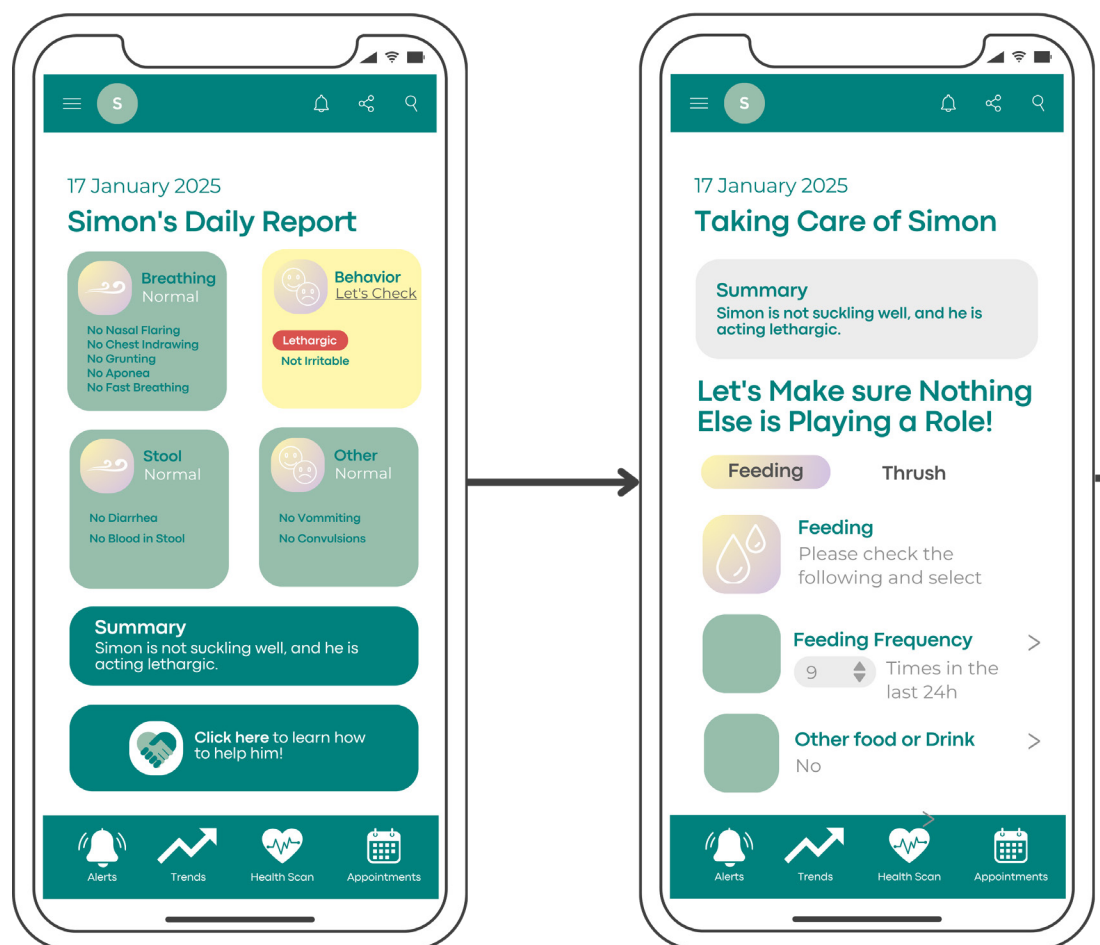 S
17 January 2025
Simon's Daily Report
Breathing
Normal
No Nasal Flaring
No Chest Indrawing
No Grunting
No Aponea
No Fast Breathing
Behavior
Let's Check
Lethargic
Not Irritable
Stool
Normal
No Diarrhea
No Blood in Stool
Other
Normal
No Vommiting
No Convulsions
Summary
Simon is not suckling well, and he is
acting lethargic.
Click here to learn how
to help him!
Alerts
Trends
Health Scan
Appointments
S
17 January 2025
Taking Care of Simon
Summary
Simon is not suckling well, and he is
acting lethargic.
Let's Make sure Nothing
Else is Playing a Role!
Feeding
Thrush
Feeding
Please check the
following and select
Feeding Frequency
9
Times in the
last 24h
Other food or Drink
No
Alerts
Trends
Health Scan
Appointments